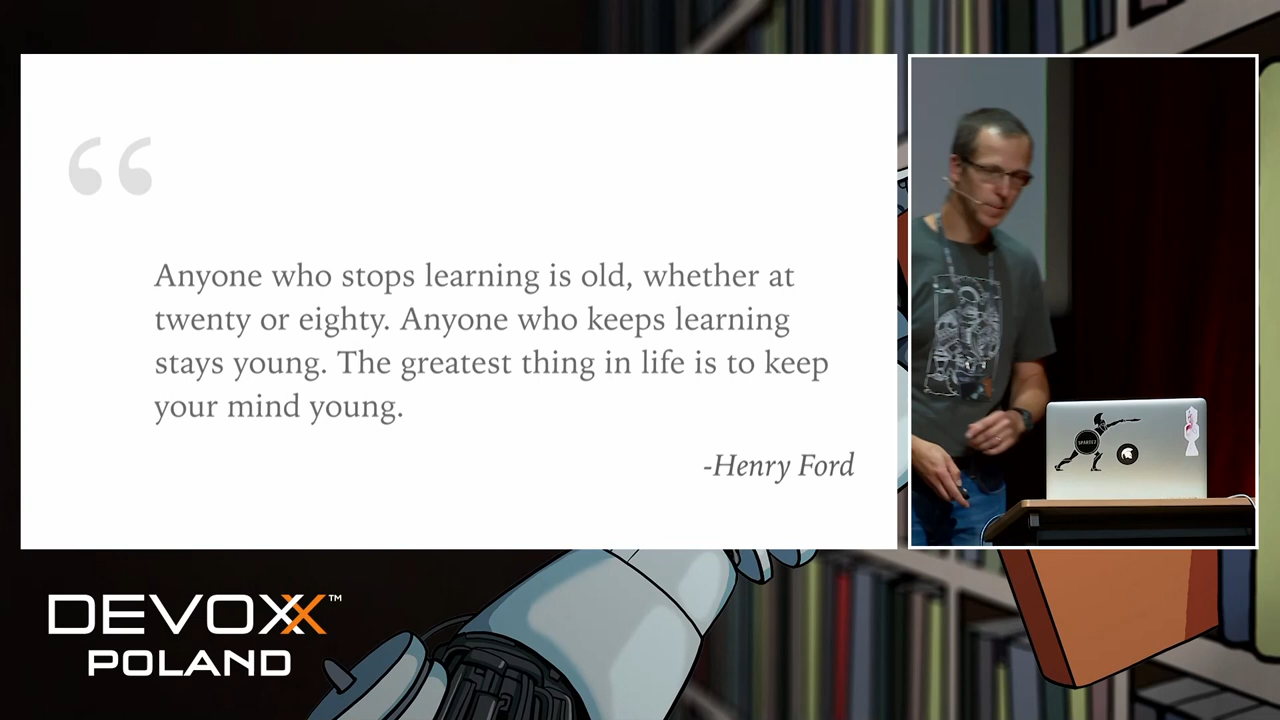 “
Anyone who stops learning is old, whether at
twenty or eighty. Anyone who keeps learning
stays young. The greatest thing in life is to keep
your mind young.
-Henry Ford
SPARTEZ
DEVOXX™
POLAND